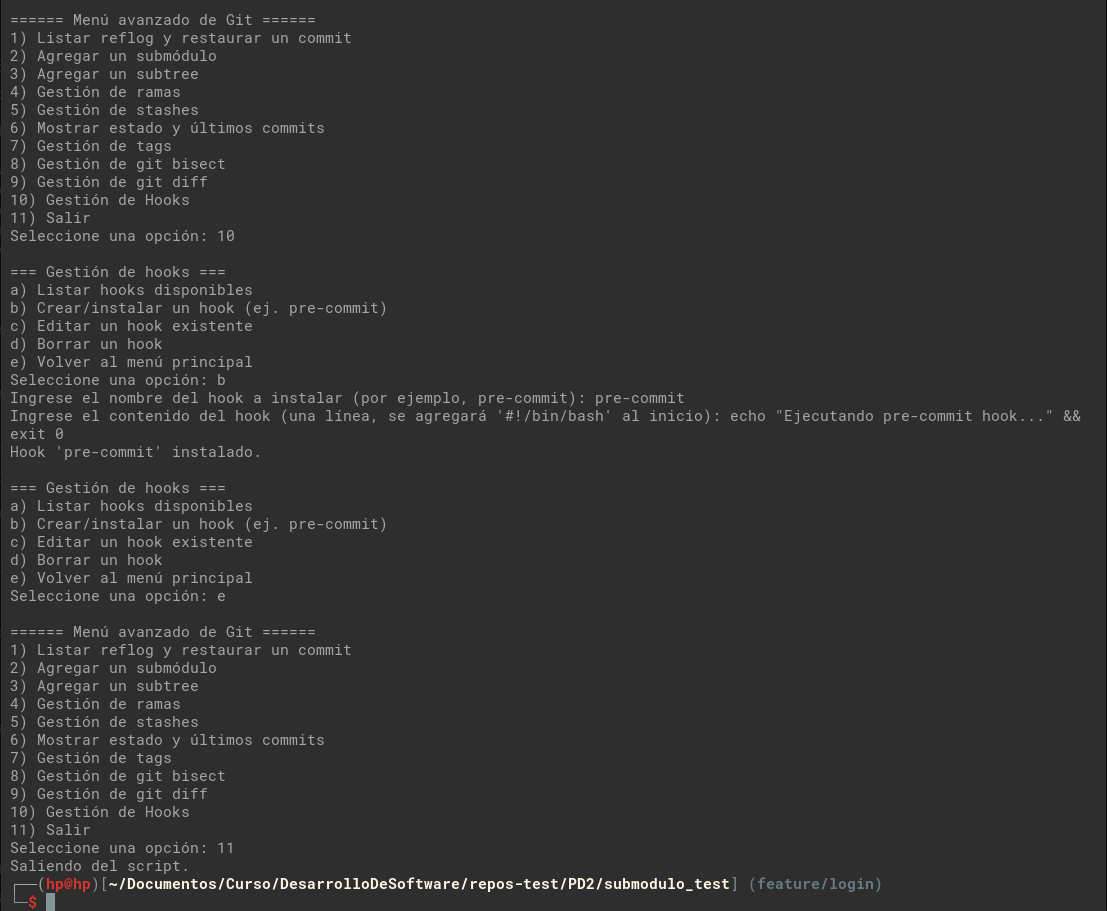 ====== Menú avanzado de Git ======
1) Listar reflog y restaurar un commit
2) Agregar un submódulo
3) Agregar un subtree
4) Gestión de ramas
5) Gestión de stashes
6) Mostrar estado y últimos commits
7) Gestión de tags
8) Gestión de git bisect
9) Gestión de git diff
10) Gestión de Hooks
11) Salir
Seleccione una opción: 10

=== Gestión de hooks ===
a) Listar hooks disponibles
b) Crear/instalar un hook (ej. pre-commit)
c) Editar un hook existente
d) Borrar un hook
e) Volver al menú principal
Seleccione una opción: b
Ingrese el nombre del hook a instalar (por ejemplo, pre-commit): pre-commit
Ingrese el contenido del hook (una línea, se agregará '#!/bin/bash' al inicio): echo "Ejecutando pre-commit hook..." &&
exit 0
Hook 'pre-commit' instalado.

=== Gestión de hooks ===
a) Listar hooks disponibles
b) Crear/instalar un hook (ej. pre-commit)
c) Editar un hook existente
d) Borrar un hook
e) Volver al menú principal
Seleccione una opción: e

====== Menú avanzado de Git ======
1) Listar reflog y restaurar un commit
2) Agregar un submódulo
3) Agregar un subtree
4) Gestión de ramas
5) Gestión de stashes
6) Mostrar estado y últimos commits
7) Gestión de tags
8) Gestión de git bisect
9) Gestión de git diff
10) Gestión de Hooks
11) Salir
Seleccione una opción: 11
Saliendo del script.
┌──(hp@hp)[~/Documentos/Curso/DesarrolloDeSoftware/repos-test/PD2/submodulo_test] (feature/login)
└─$